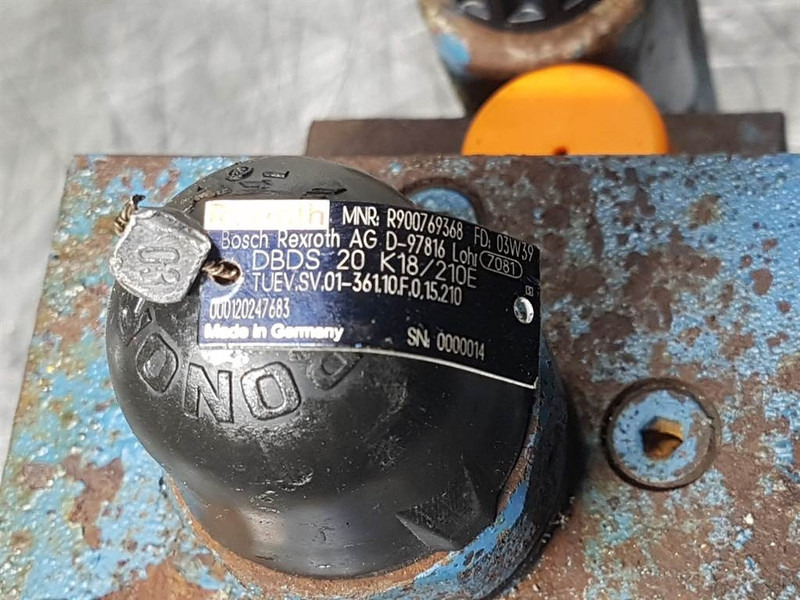 Rexroth MNR: R900769368 FD: 03W39
Bosch Rexroth AG D-97816 Lohr 7081
DBDS 20 K18/210E
TUEV.SV.01-361.10.F.0.15.210
000120247683
Made in Germany SN: 0000014
G3